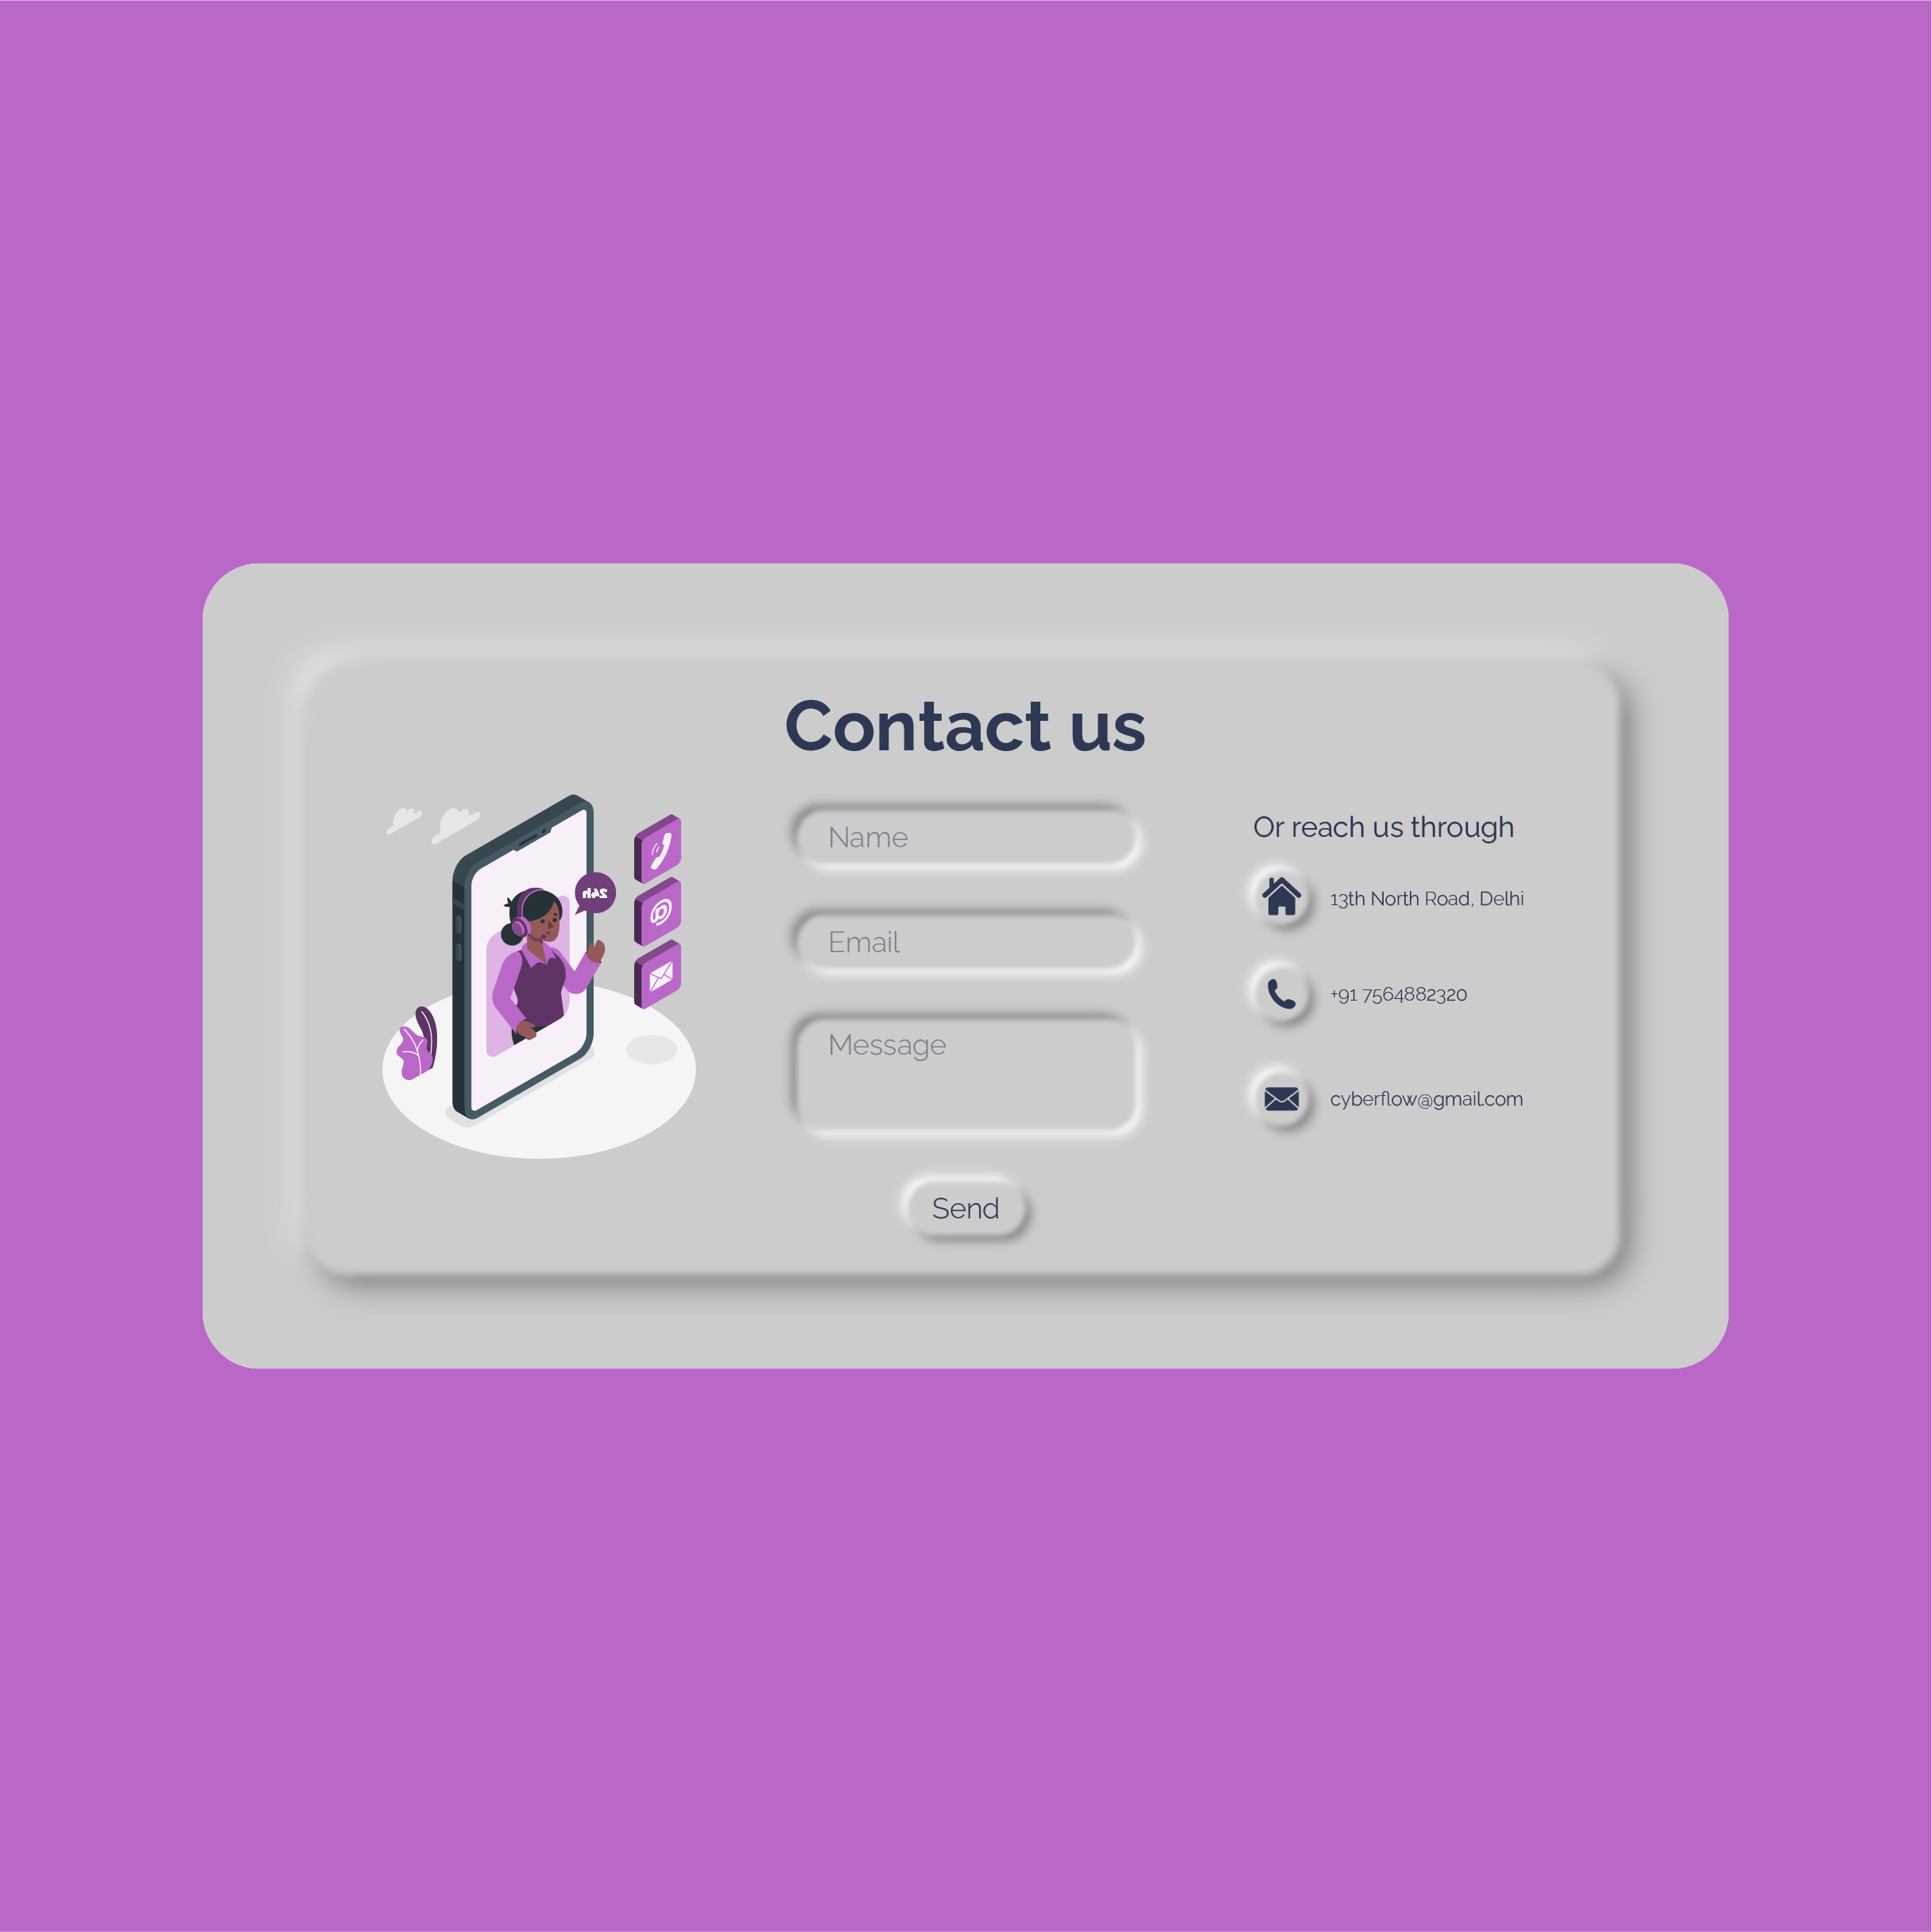 Contact us
24h
Name
Email
Message
Send
Or reach us through
13th North Road, Delhi
+91 7564882320
cyberflow@gmail.com